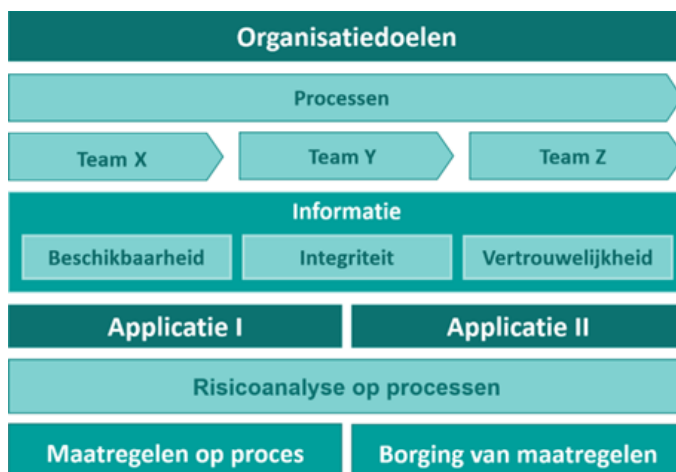 Organisatiedoelen
Processen
Team X
Team Y
Team Z
Informatie
Beschikbaarheid
Integriteit
Vertrouwelijkheid
Applicatie I
Applicatie II
Risicoanalyse op processen
Maatregelen op proces
Borging van maatregelen